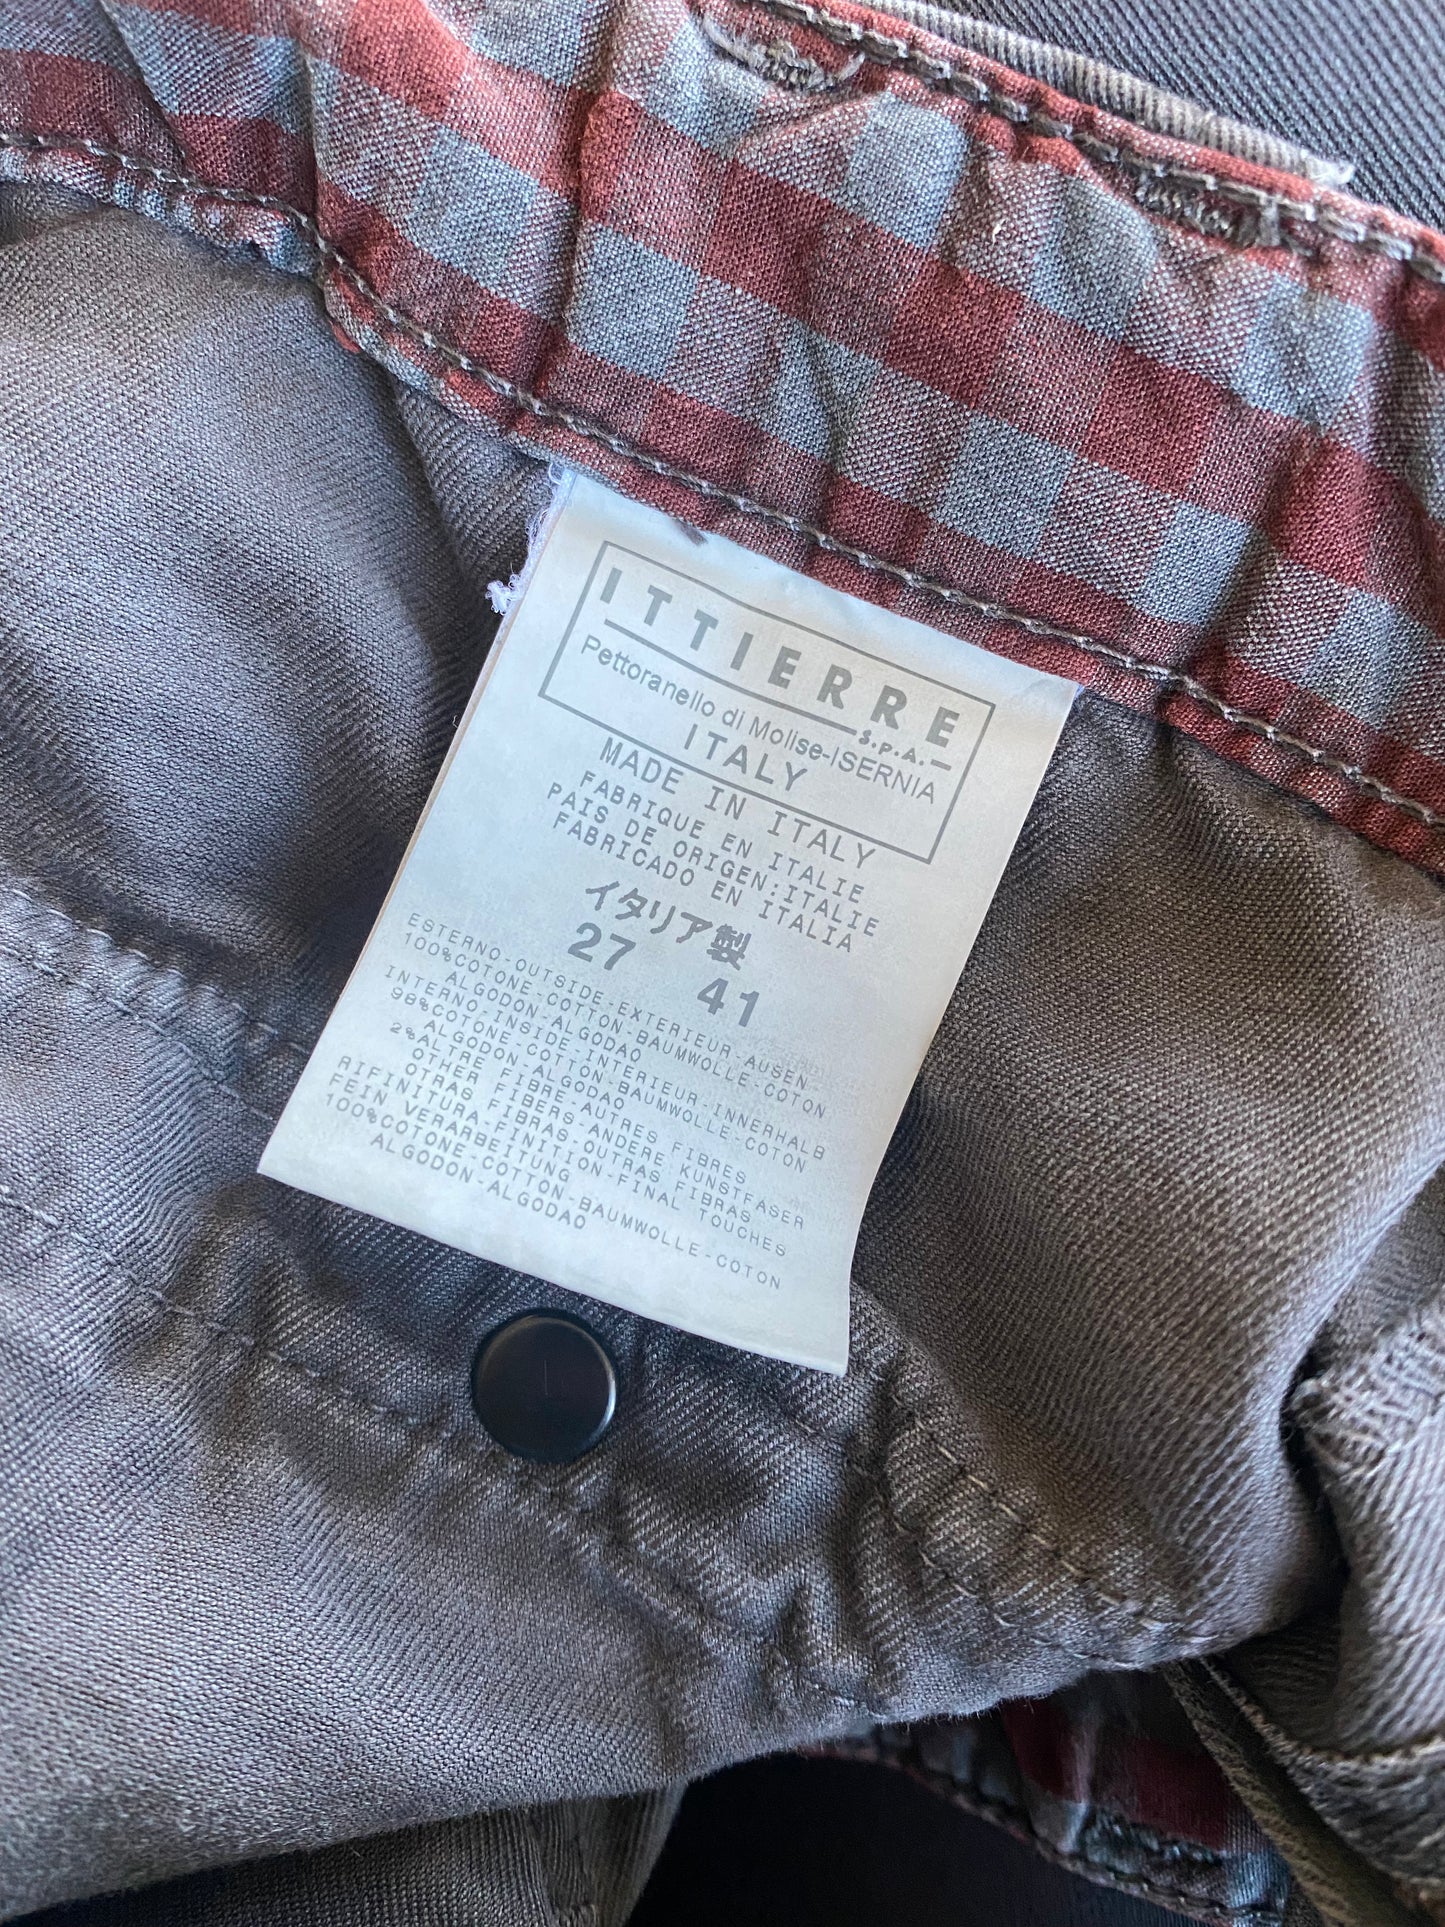 ITTIERRE
S.p.A.
Pettoranello di Molise-ISERNIA
ITALY
MADE IN ITALY
FABRIQUE EN ITALIE
PAIS DE ORIGEN:ITALIE
FABRICADO EN ITALIA
イタリア製
27 41
ESTERNO-OUTSIDE-EXTERIEUR-AUSEN
100%COTONE-COTTON-BAUMWOLLE-COTON
ALGODON-ALGODAO
INTERNO-INSIDE-INTERIEUR-INNERHALB
98%COTONE-COTTON-BAUMWOLLE-COTON
ALGODON-ALGODAO
2%ALTRE FIBRE-AUTRES FIBRES
OTHER FIBERS-ANDERE KUNSTFASER
OTRAS FIBRAS-OUTRAS FIBRAS
RIFINITURA-FINITION-FINAL TOUCHES
FEIN VERARBEITUNG
100%COTONE-COTTON-BAUMWOLLE-COTON
ALGODON-ALGODAO